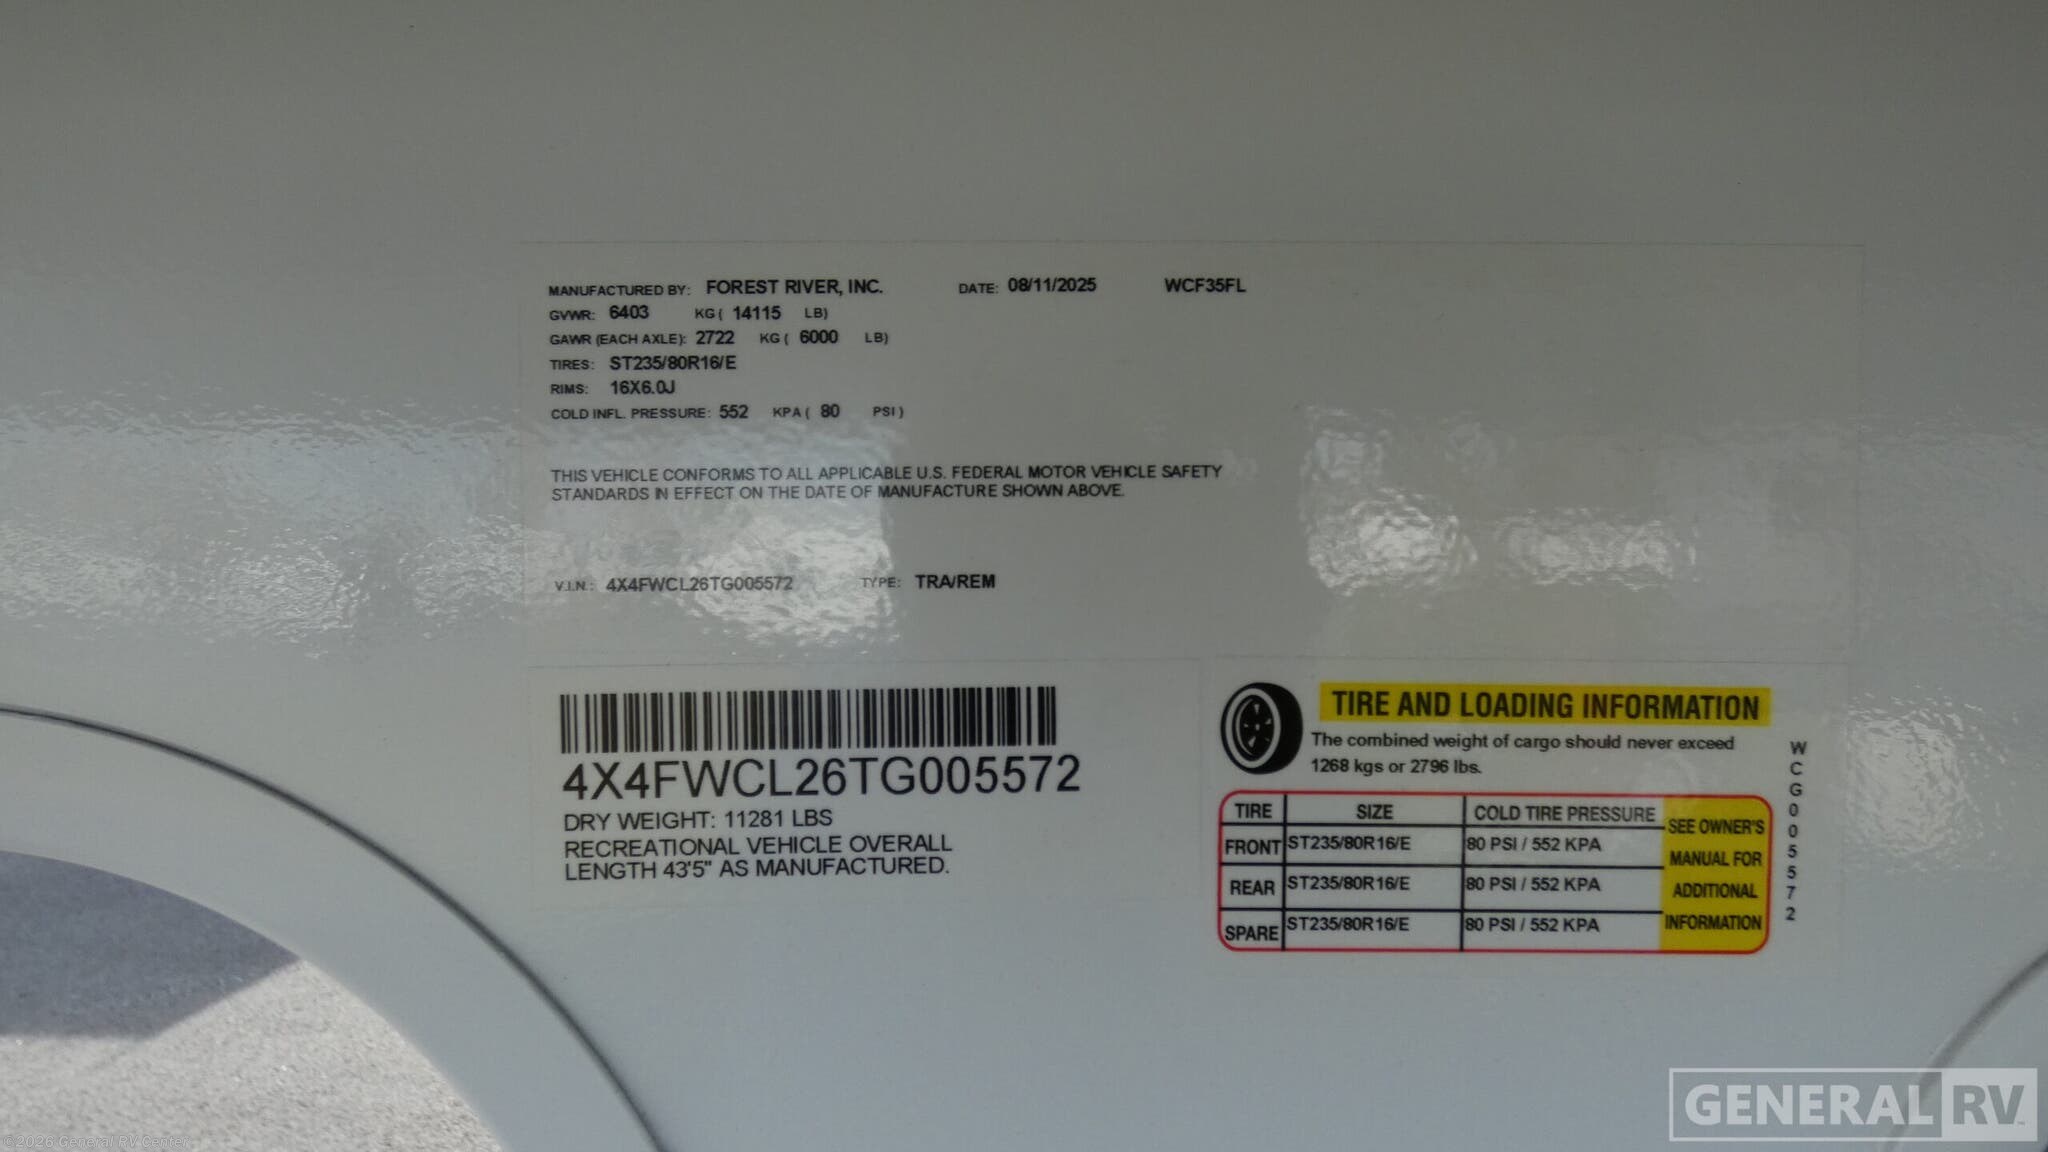 MANUFACTURED BY: FOREST RIVER, INC. DATE: 08/11/2025 WCF35FL
GVWR: 6403 KG ( 14115 LB)
GAWR (EACH AXLE): 2722 KG ( 6000 LB)
TIRES: ST235/80R16/E
RIMS: 16X6.0J
COLD INFL. PRESSURE: 552 KPA ( 80 PSI )
THIS VEHICLE CONFORMS TO ALL APPLICABLE U.S. FEDERAL MOTOR VEHICLE SAFETY
STANDARDS IN EFFECT ON THE DATE OF MANUFACTURE SHOWN ABOVE.
V.I.N.: 4X4FWCL26TG005572 TYPE: TRA/REM
4X4FWCL26TG005572
DRY WEIGHT: 11281 LBS
RECREATIONAL VEHICLE OVERALL
LENGTH 43'5" AS MANUFACTURED.
TIRE AND LOADING INFORMATION
The combined weight of cargo should never exceed
1268 kgs or 2796 lbs.
TIRE SIZE COLD TIRE PRESSURE
FRONT ST235/80R16/E 80 PSI / 552 KPA
REAR ST235/80R16/E 80 PSI / 552 KPA
SPARE ST235/80R16/E 80 PSI / 552 KPA
SEE OWNER'S
MANUAL FOR
ADDITIONAL
INFORMATION
WCG005572
GENERAL RV
©2026 General RV Center